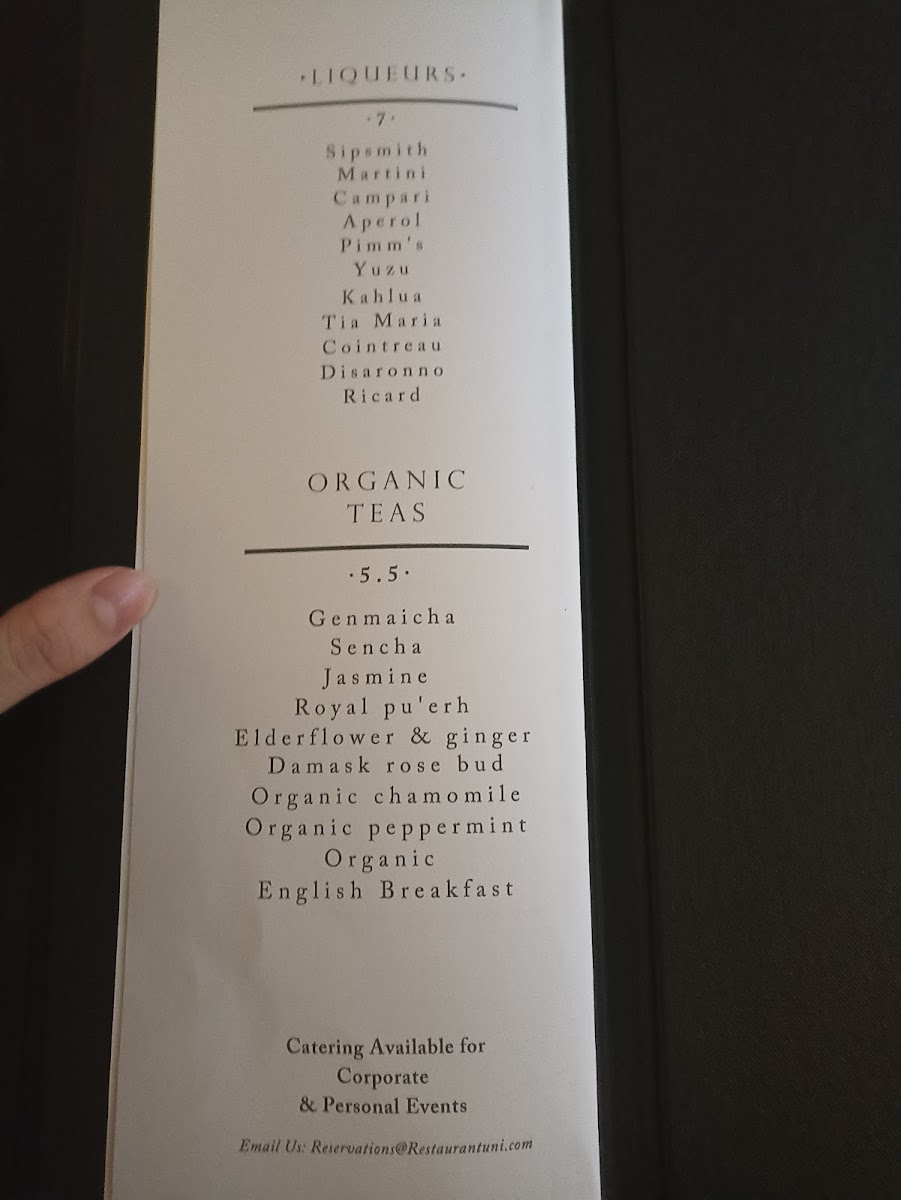 ·LIQUEURS·
·7·
Sipsmith
Martini
Campari
Aperol
Pimm's
Yuzu
Kahlua
Tia Maria
Cointreau
Disaronno
Ricard
ORGANIC
TEAS
·5.5·
Genmaicha
Sencha
Jasmine
Royal pu'erh
Elderflower & ginger
Damask rose bud
Organic chamomile
Organic peppermint
Organic
English Breakfast
Catering Available for
Corporate
& Personal Events
Email Us: Reservations@Restaurantuni.com